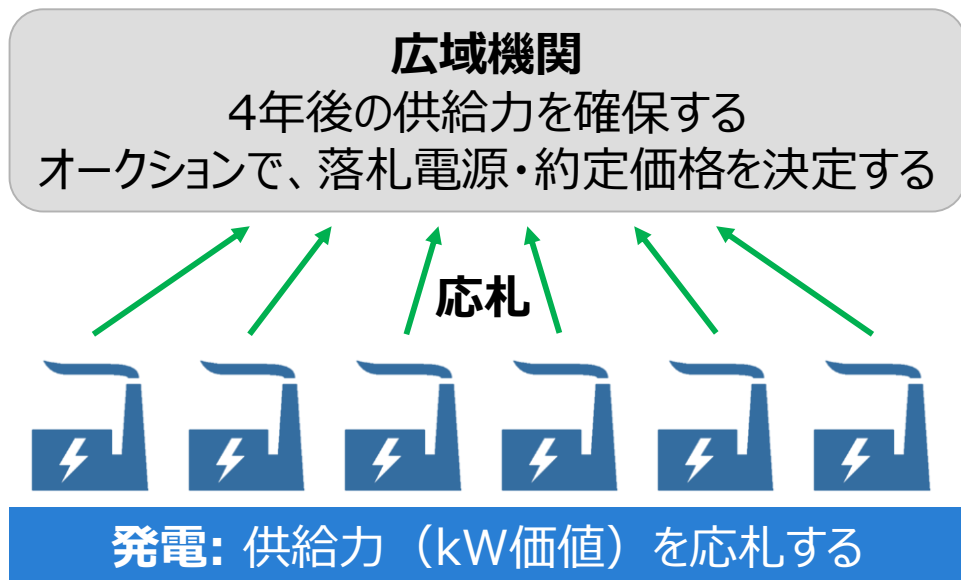 広域機関
4年後の供給力を確保する
オークションで、落札電源・約定価格を決定する
応札
発電: 供給力（kW価値）を応札する